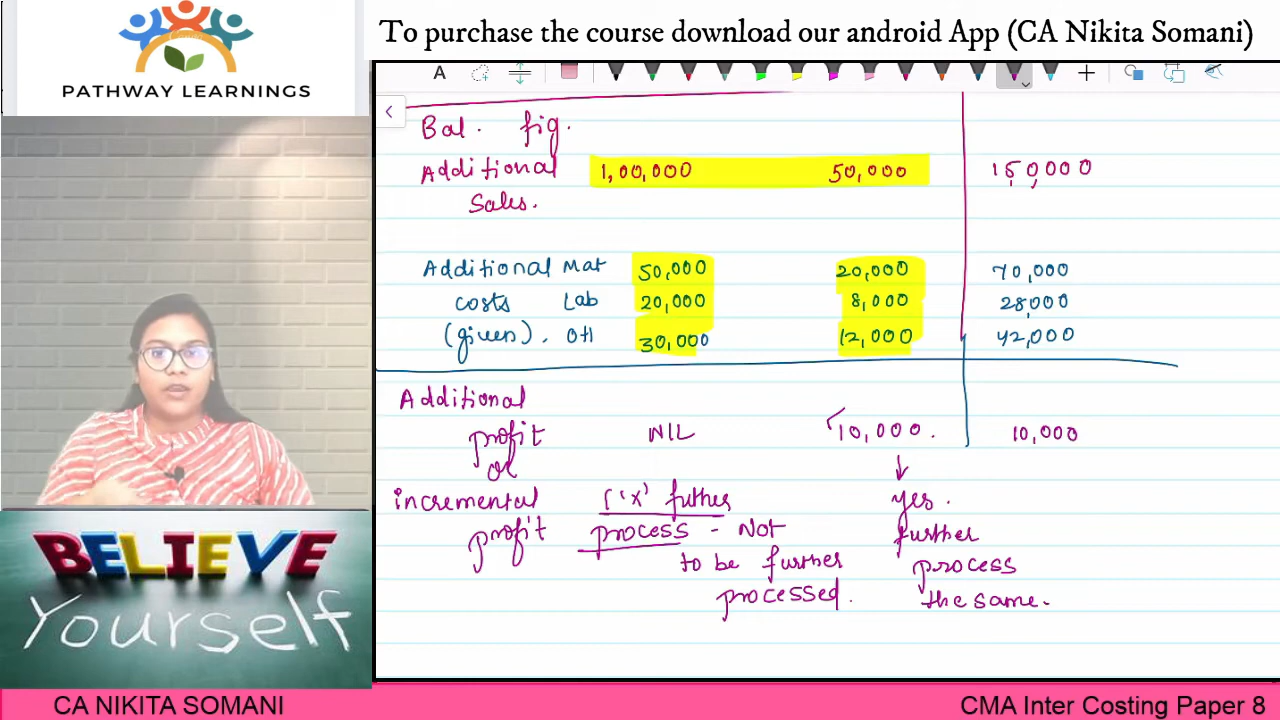 To purchase the course download our android App (CA Nikita Somani)
PATHWAY LEARNINGS
A
Bal. fig.
Additional 1,00,000 50,000 150,000
Sales.
Additional Mat 50,000 20,000 70,000
costs Lab 20,000 8,000 28,000
(given). OH 30,000 12,000 42,000
Additional
profit NIL 10,000. 10,000
or
incremental 'X' futher yes.
profit process - Not further
to be further process
processed. the same.
BELIEVE
Yourself
CA NIKITA SOMANI
CMA Inter Costing Paper 8